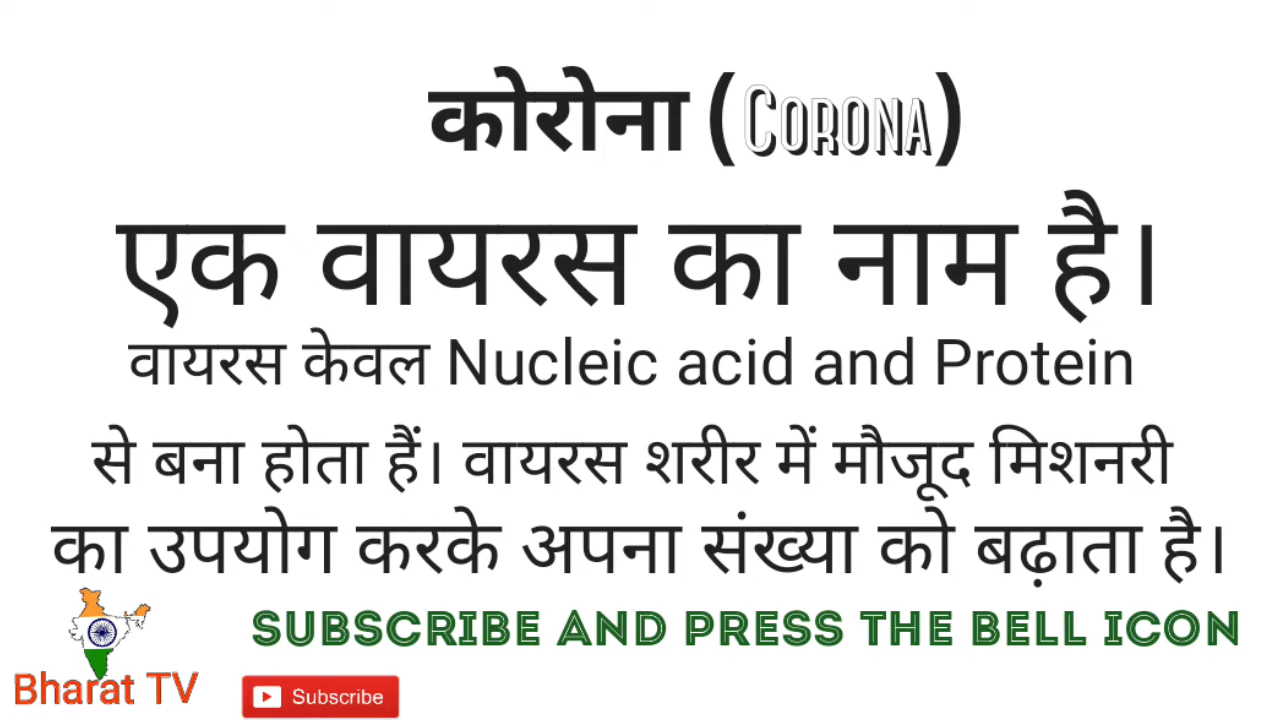 कोरोना (CORONA)
एक वायरस का नाम है।
वायरस केवल Nucleic acid and Protein
से बना होता हैं। वायरस शरीर में मौजूद मिशनरी
का उपयोग करके अपना संख्या को बढ़ाता है।
SUBSCRIBE AND PRESS THE BELL ICON
Bharat TV
Subscribe